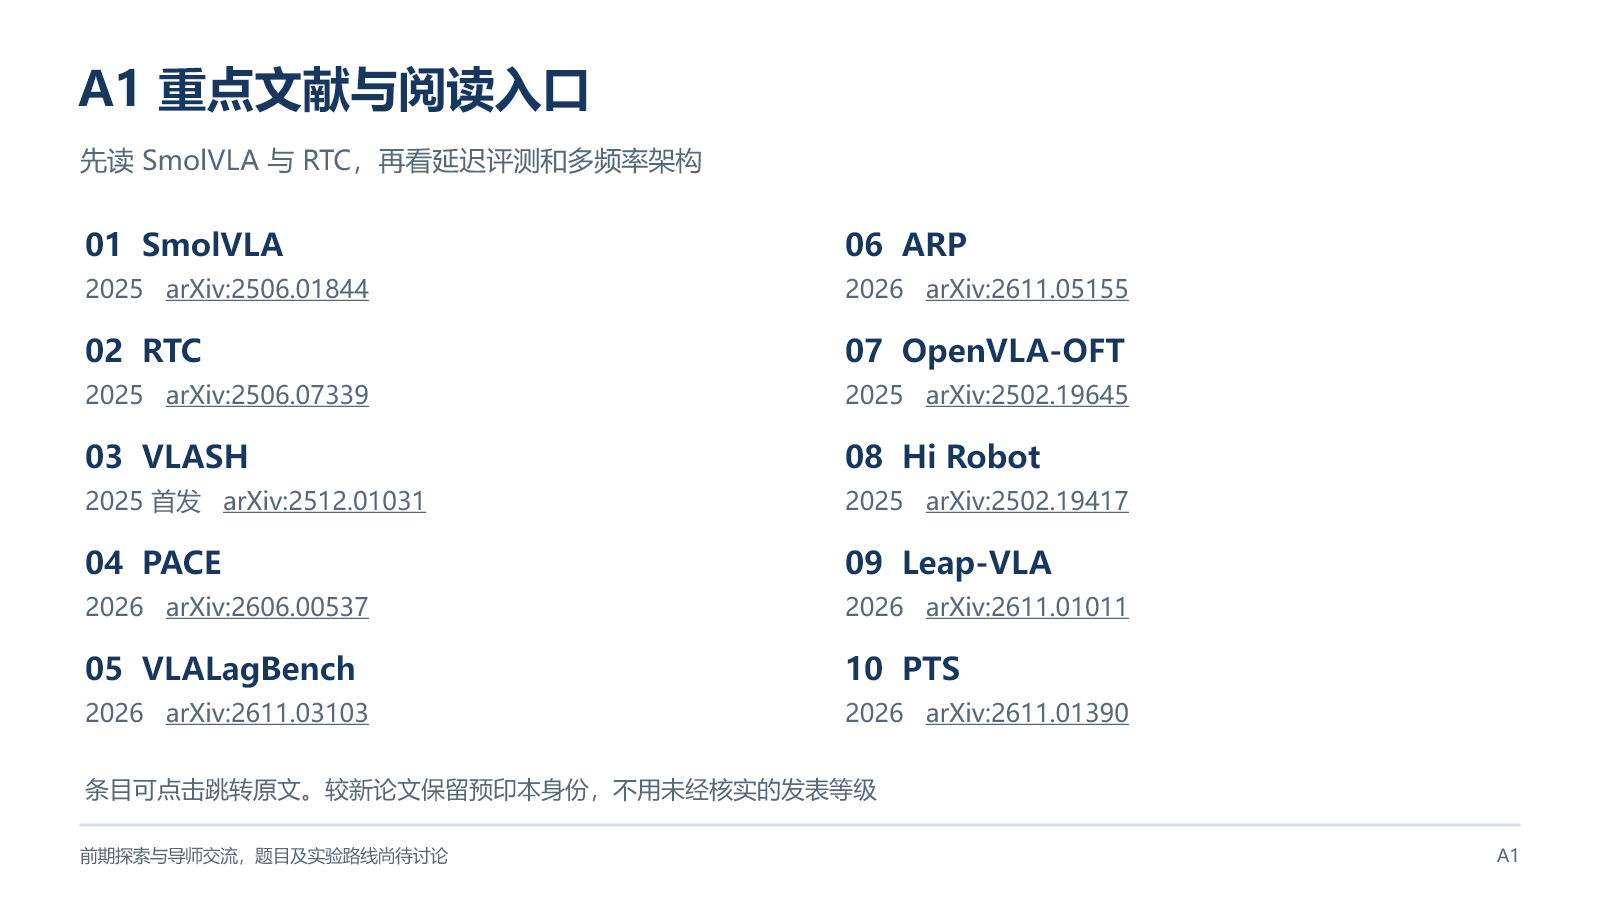 A1 重点文献与阅读入口
先读 SmolVLA 与 RTC，再看延迟评测和多频率架构
01 SmolVLA
2025 arXiv:2506.01844
02 RTC
2025 arXiv:2506.07339
03 VLASH
2025 首发 arXiv:2512.01031
04 PACE
2026 arXiv:2606.00537
05 VLALagBench
2026 arXiv:2611.03103
06 ARP
2026 arXiv:2611.05155
07 OpenVLA-OFT
2025 arXiv:2502.19645
08 Hi Robot
2025 arXiv:2502.19417
09 Leap-VLA
2026 arXiv:2611.01011
10 PTS
2026 arXiv:2611.01390
条目可点击跳转原文。较新论文保留预印本身份，不用未经核实的发表等级
前期探索与导师交流，题目及实验路线尚待讨论
A1